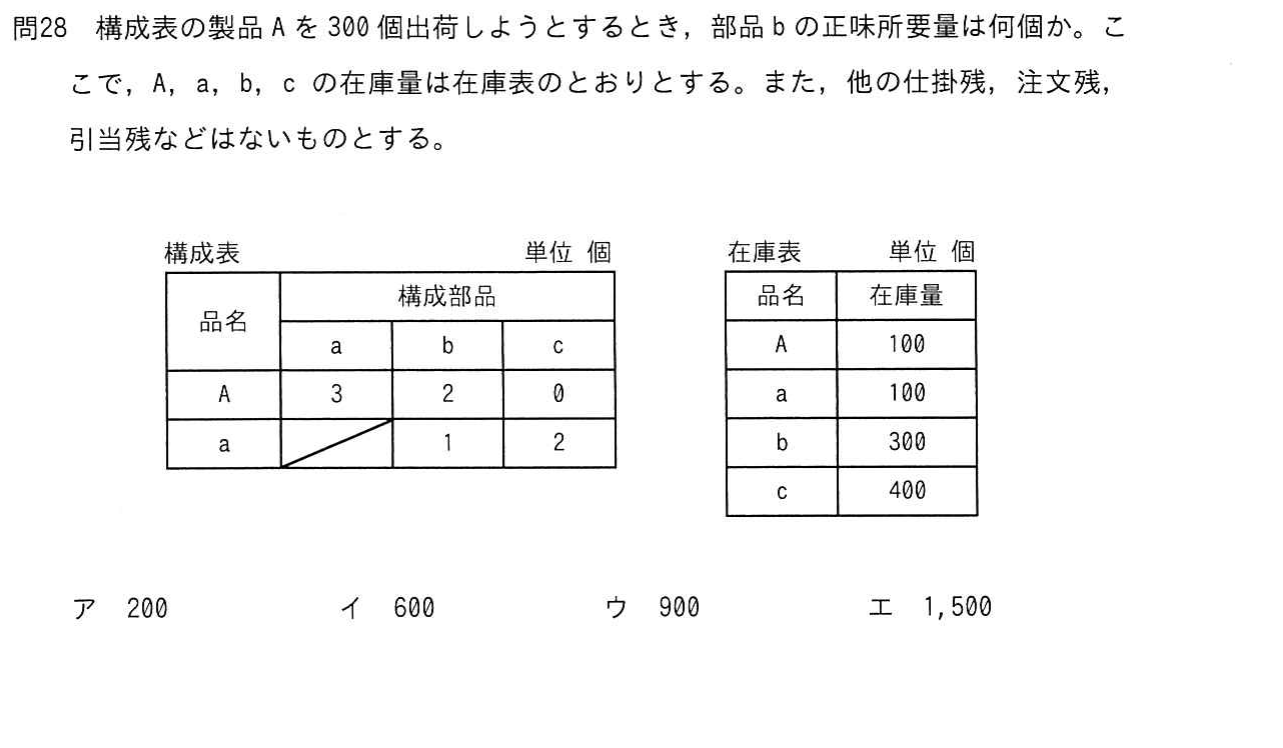 問28 構成表の製品 A を 300 個出荷しようとするとき，部品 b の正味所要量は何個か。こ
こで，A，a，b，c の在庫量は在庫表のとおりとする。また，他の仕掛残，注文残，
引当残などはないものとする。
構成表 単位 個
品名 構成部品
a b c
A 3 2 0
a 1 2
在庫表 単位 個
品名 在庫量
A 100
a 100
b 300
c 400
ア 200 イ 600 ウ 900 エ 1,500